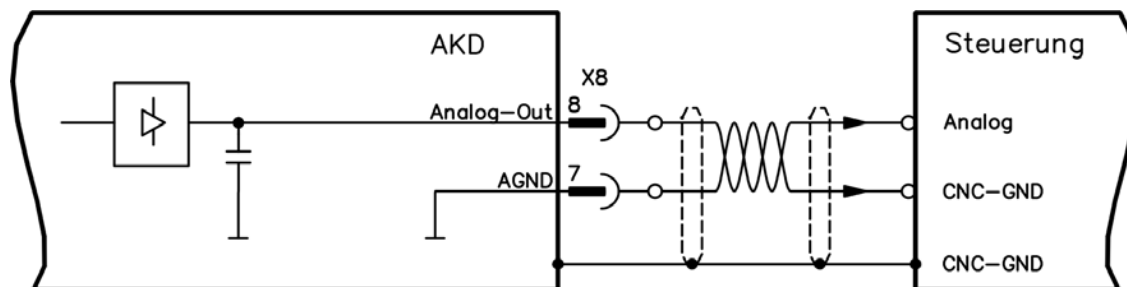 AKD
Steuerung
X8
Analog-Out 8
Analog
AGND 7
CNC-GND
CNC-GND